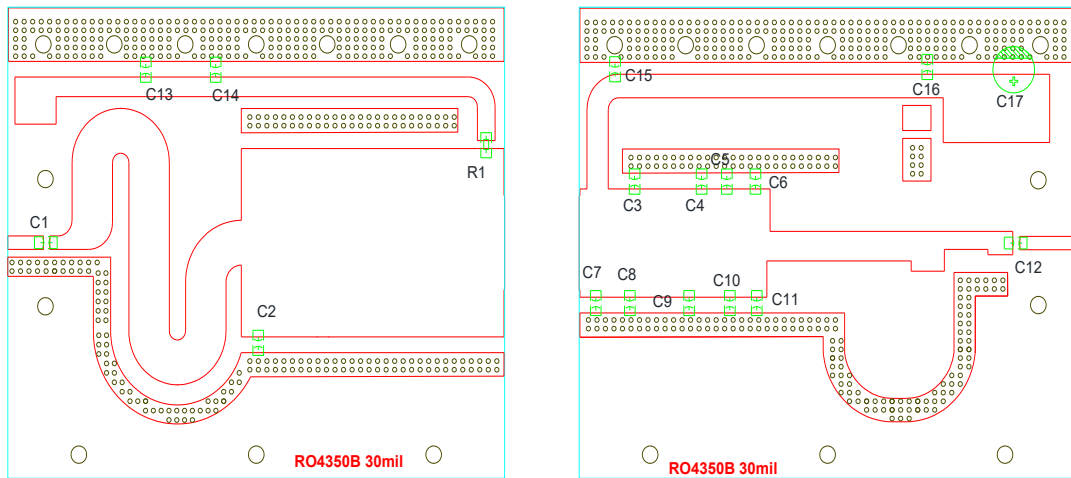 C13 C14
R1
C1
C2
RO4350B 30mil
C15
C16
C17
C5
C3 C4 C6
C12
C7 C8 C9 C10 C11
RO4350B 30mil